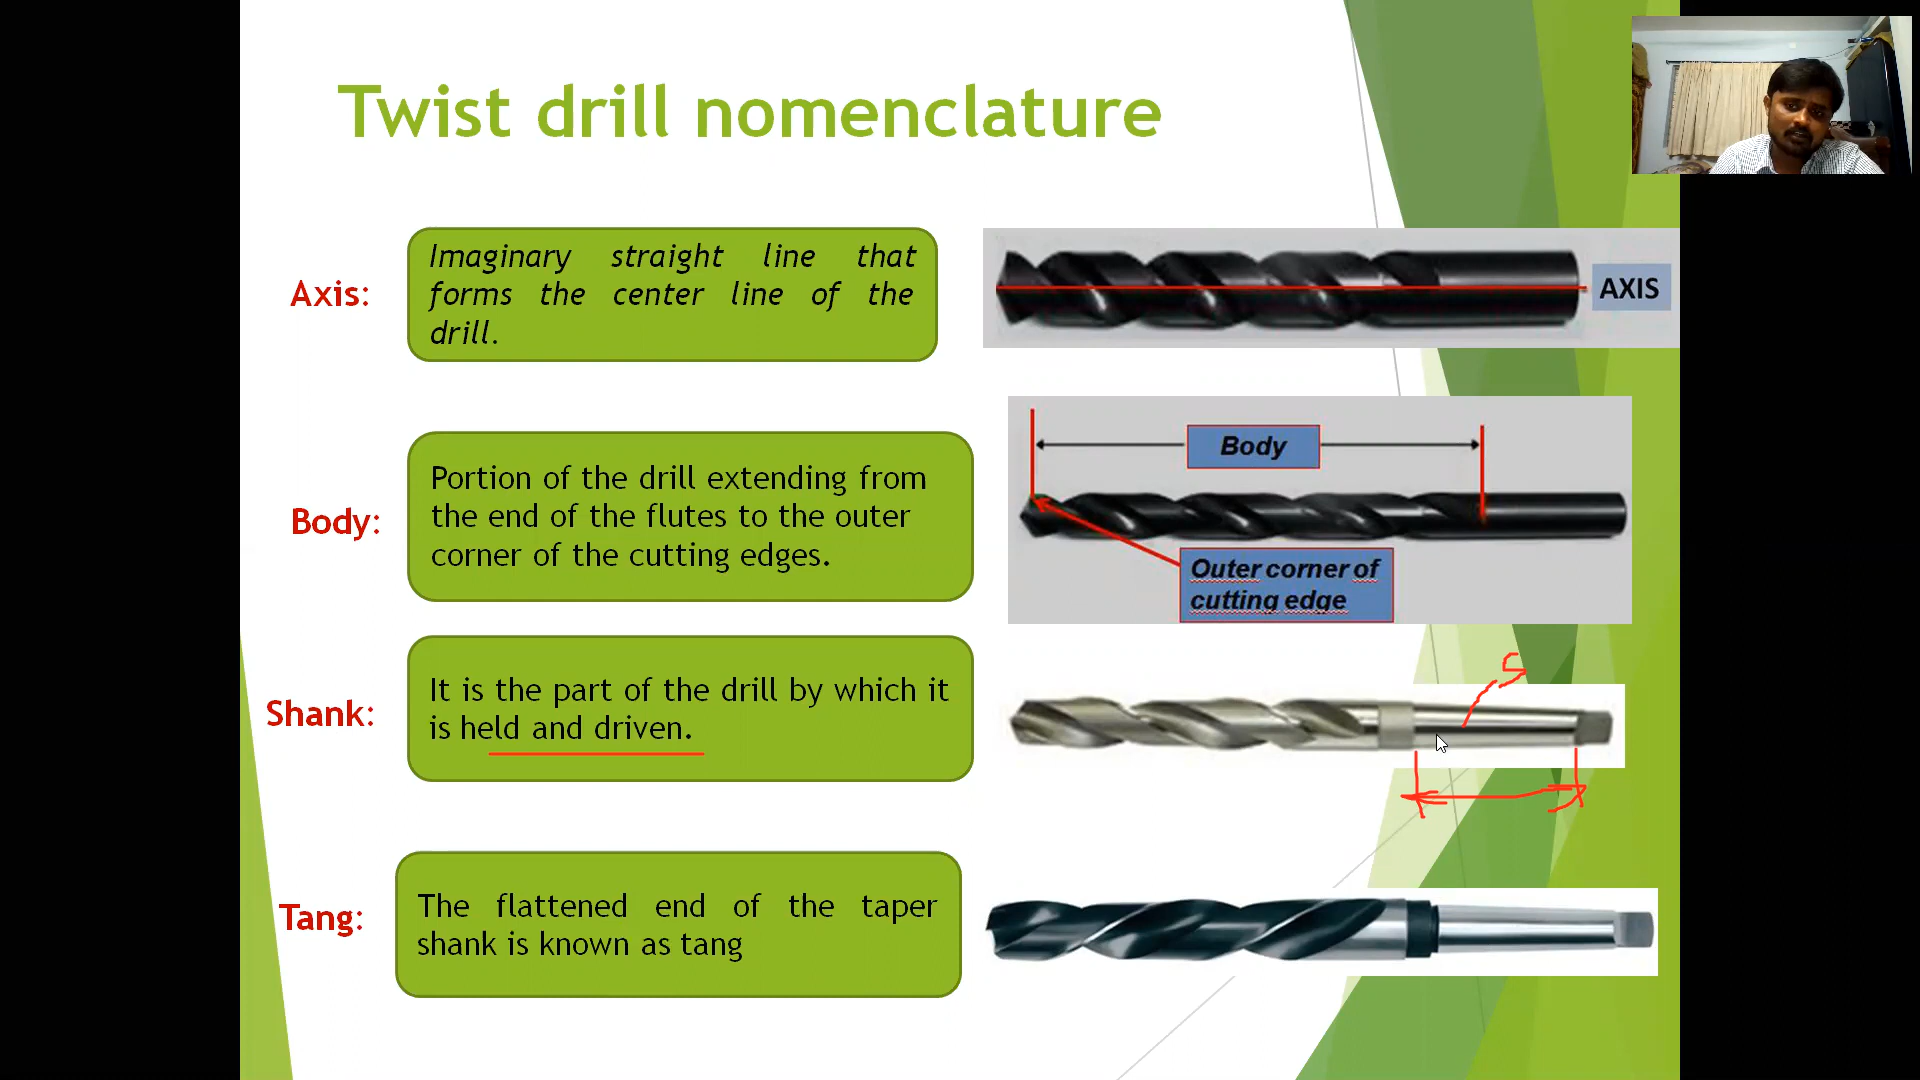 Twist drill nomenclature
Axis:
Imaginary straight line that
forms the center line of the
drill.
AXIS
Body:
Portion of the drill extending from
the end of the flutes to the outer
corner of the cutting edges.
Body
Outer corner of
cutting edge
Shank:
It is the part of the drill by which it
is held and driven.
S
Tang:
The flattened end of the taper
shank is known as tang